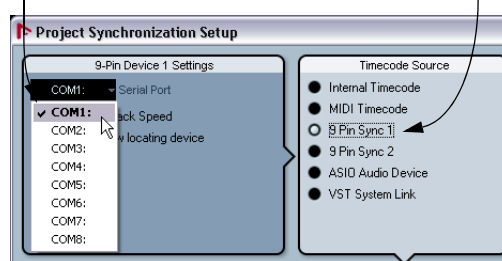 Project Synchronization Setup
9-Pin Device 1 Settings
COM1: Serial Port
COM1:
ack Speed
COM2:
locating device
COM3:
COM4:
COM5:
COM6:
COM7:
COM8:
Timecode Source
Internal Timecode
MIDI Timecode
9 Pin Sync 1
9 Pin Sync 2
ASIO Audio Device
VST System Link